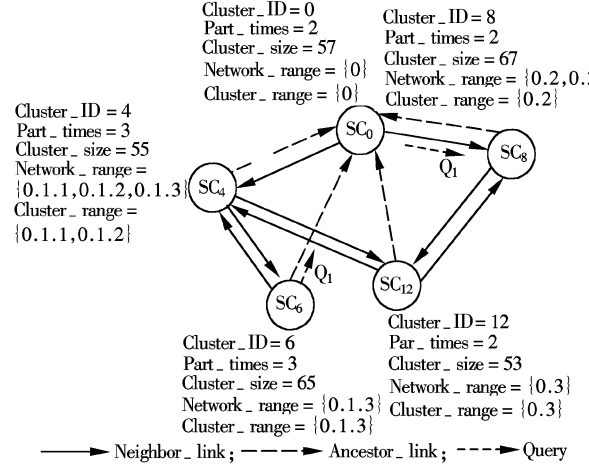 Cluster_ID = 0
Part_times = 2
Cluster_size = 57
Network_range = {0}
Cluster_range = {0}
Cluster_ID = 8
Part_times = 2
Cluster_size = 67
Network_range = {0.2,0.
Cluster_range = {0.2}
Cluster_ID = 4
Part_times = 3
Cluster_size = 55
Network_range =
{0.1.1,0.1.2,0.1.3}
Cluster_range =
{0.1.1,0.1.2}
SC0
SC8
Q1
SC4
Q1
SC12
SC6
Cluster_ID = 6
Part_times = 3
Cluster_size = 65
Network_range = {0.1.3}
Cluster_range = {0.1.3}
Cluster_ID = 12
Par_times = 2
Cluster_size = 53
Network_range = {0.3}
Cluster_range = {0.3}
Neighbor_link; Ancestor_link; Query